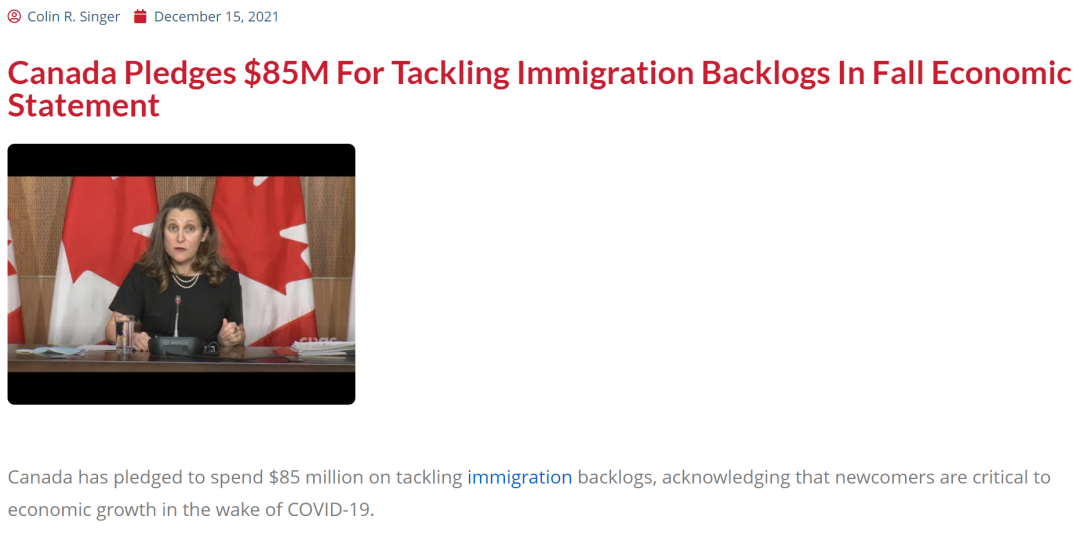 Colin R. Singer December 15, 2021
Canada Pledges $85M For Tackling Immigration Backlogs In Fall Economic
Statement
Canada has pledged to spend $85 million on tackling immigration backlogs, acknowledging that newcomers are critical to
economic growth in the wake of COVID-19.